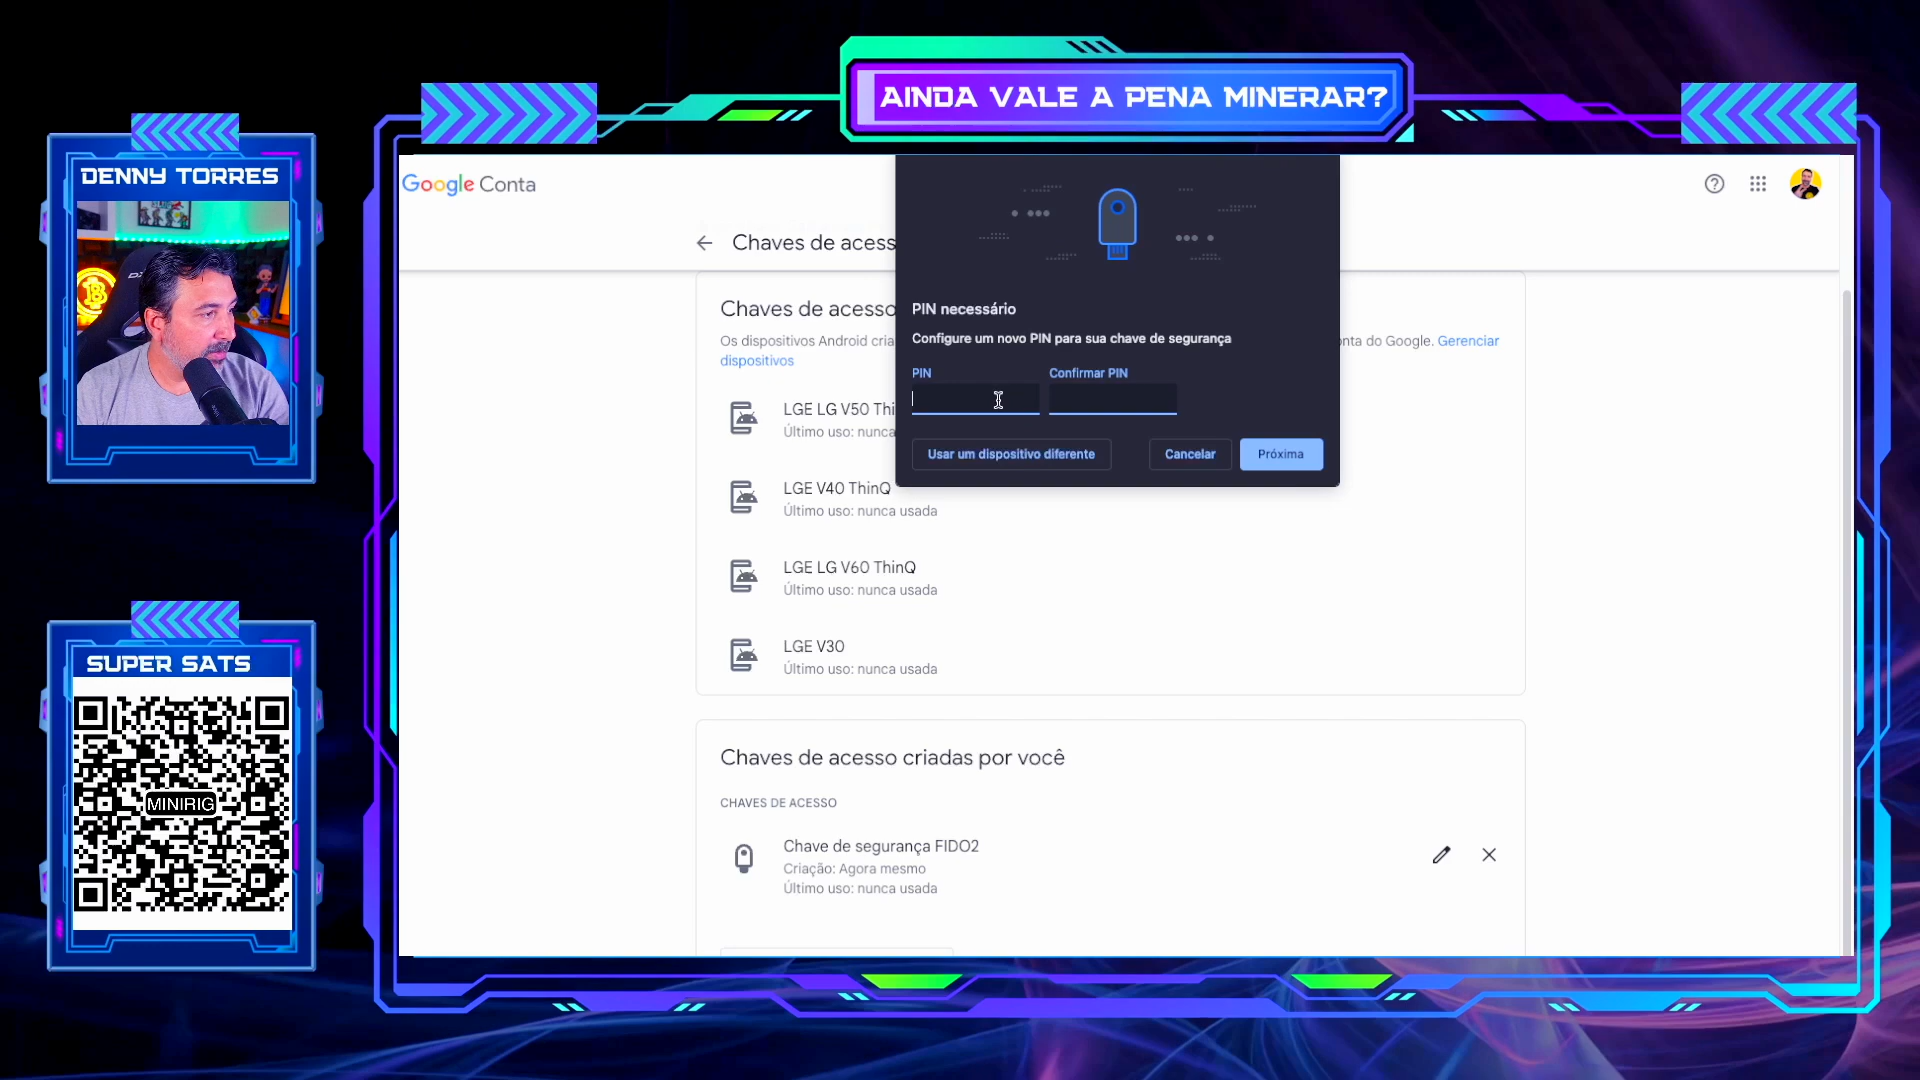 AINDA VALE A PENA MINERAR?
DENNY TORRES
SUPER SATS
MINIRIG
Google Conta
Chaves de acess
Chaves de acesso
Os dispositivos Android cria
nta do Google. Gerenciar
dispositivos
LGE LG V50 Thi
Último uso: nunca
LGE V40 ThinQ
Último uso: nunca usada
LGE LG V60 ThinQ
Último uso: nunca usada
LGE V30
Último uso: nunca usada
PIN necessário
Configure um novo PIN para sua chave de segurança
PIN
Confirmar PIN
Usar um dispositivo diferente
Cancelar
Próxima
Chaves de acesso criadas por você
CHAVES DE ACESSO
Chave de segurança FIDO2
Criação: Agora mesmo
Último uso: nunca usada